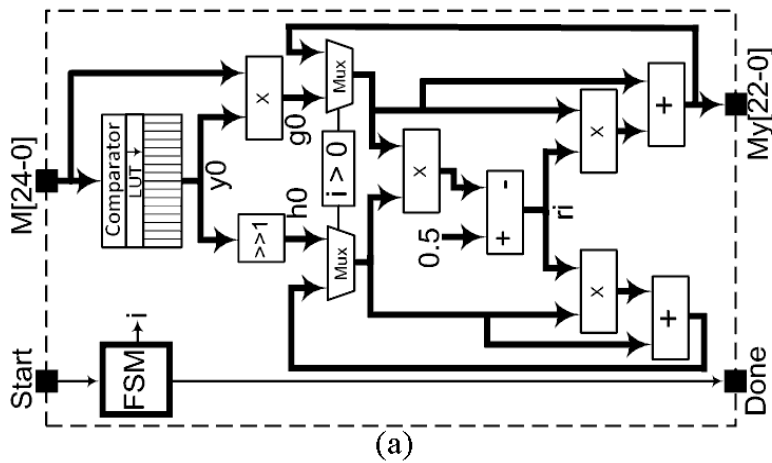 M[24-0]
Comparator
LUT
y0
x
g0
Mux
>>1
h0
i > 0
Mux
x
0.5
+ -
ri
x
+
x
+
My[22-0]
Start
FSM
i
Done
(a)